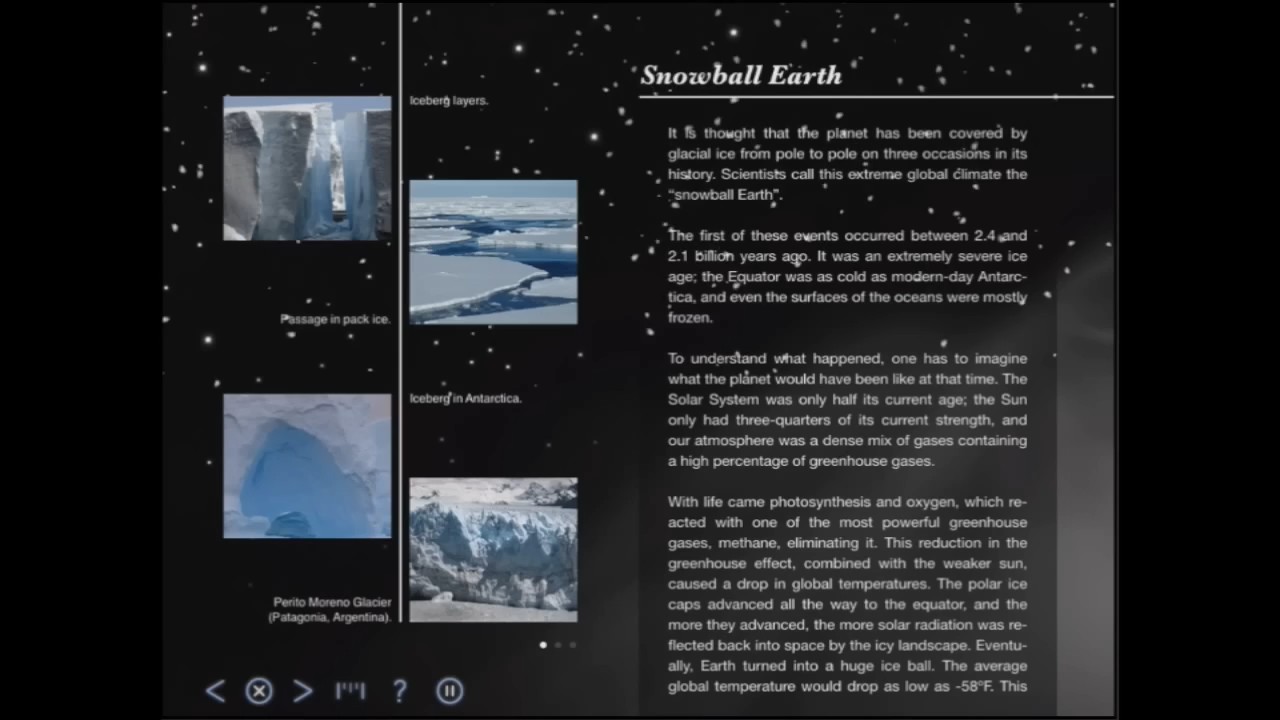 Snowball Earth
Iceberg layers.
Passage in pack ice.
Iceberg in Antarctica.
Perito Moreno Glacier
(Patagonia, Argentina).
It is thought that the planet has been covered by
glacial ice from pole to pole on three occasions in its
history. Scientists call this extreme global climate the
“snowball Earth”.
The first of these events occurred between 2.4 and
2.1 billion years ago. It was an extremely severe ice
age; the Equator was as cold as modern-day Antarc-
tica, and even the surfaces of the oceans were mostly
frozen.
To understand what happened, one has to imagine
what the planet would have been like at that time. The
Solar System was only half its current age; the Sun
only had three-quarters of its current strength, and
our atmosphere was a dense mix of gases containing
a high percentage of greenhouse gases.
With life came photosynthesis and oxygen, which re-
acted with one of the most powerful greenhouse
gases, methane, eliminating it. This reduction in the
greenhouse effect, combined with the weaker sun,
caused a drop in global temperatures. The polar ice
caps advanced all the way to the equator, and the
more they advanced, the more solar radiation was re-
flected back into space by the icy landscape. Eventu-
ally, Earth turned into a huge ice ball. The average
global temperature would drop as low as -58ºF. This
?